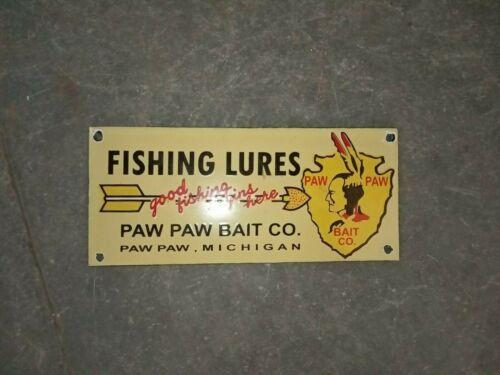 FISHING LURES
good
fishing
begins
here
PAW PAW BAIT CO.
PAW PAW, MICHIGAN
PAW PAW
BAIT
CO.